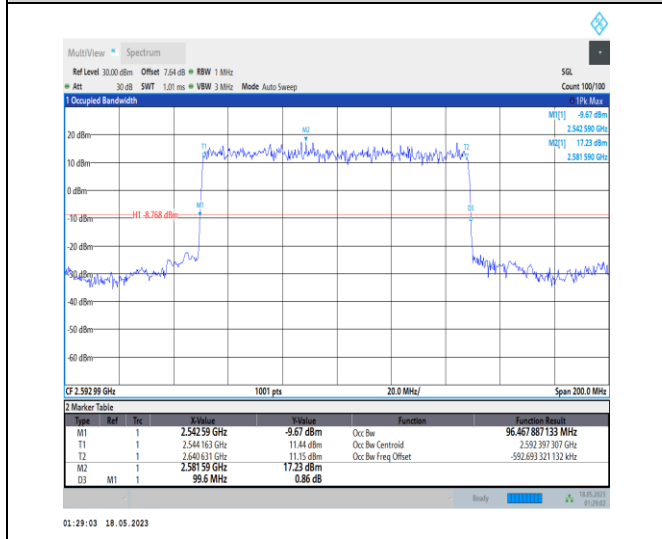 MultiView Spectrum
Ref Level 30.00 dBm Offset 7.64 dB RBW 1 MHz SGL
Att 30 dB SWT 1.01 ms VBW 3 MHz Mode Auto Sweep Count 100/100
1 Occupied Bandwidth 1Pk Max
M1[1] -9.67 dBm
2.542 590 GHz
M2[1] 17.23 dBm
2.581 590 GHz
M2
20 dBm
T1 T2
10 dBm
0 dBm
M1 D3
H1 -8.768 dBm
-10 dBm
-20 dBm
-30 dBm
-40 dBm
-50 dBm
-60 dBm
CF 2.592 99 GHz 1001 pts 20.0 MHz/ Span 200.0 MHz
2 Marker Table
Type Ref Trc X-Value Y-Value Function Function Result
M1 1 2.542 59 GHz -9.67 dBm Occ Bw 96.467 887 133 MHz
T1 1 2.544 163 GHz 11.44 dBm Occ Bw Centroid 2.592 397 307 GHz
T2 1 2.640 631 GHz 11.15 dBm Occ Bw Freq Offset -592.693 321 132 kHz
M2 1 2.581 59 GHz 17.23 dBm
D3 M1 1 99.6 MHz 0.86 dB
Ready 18.05.2023
01:29:02
01:29:03 18.05.2023